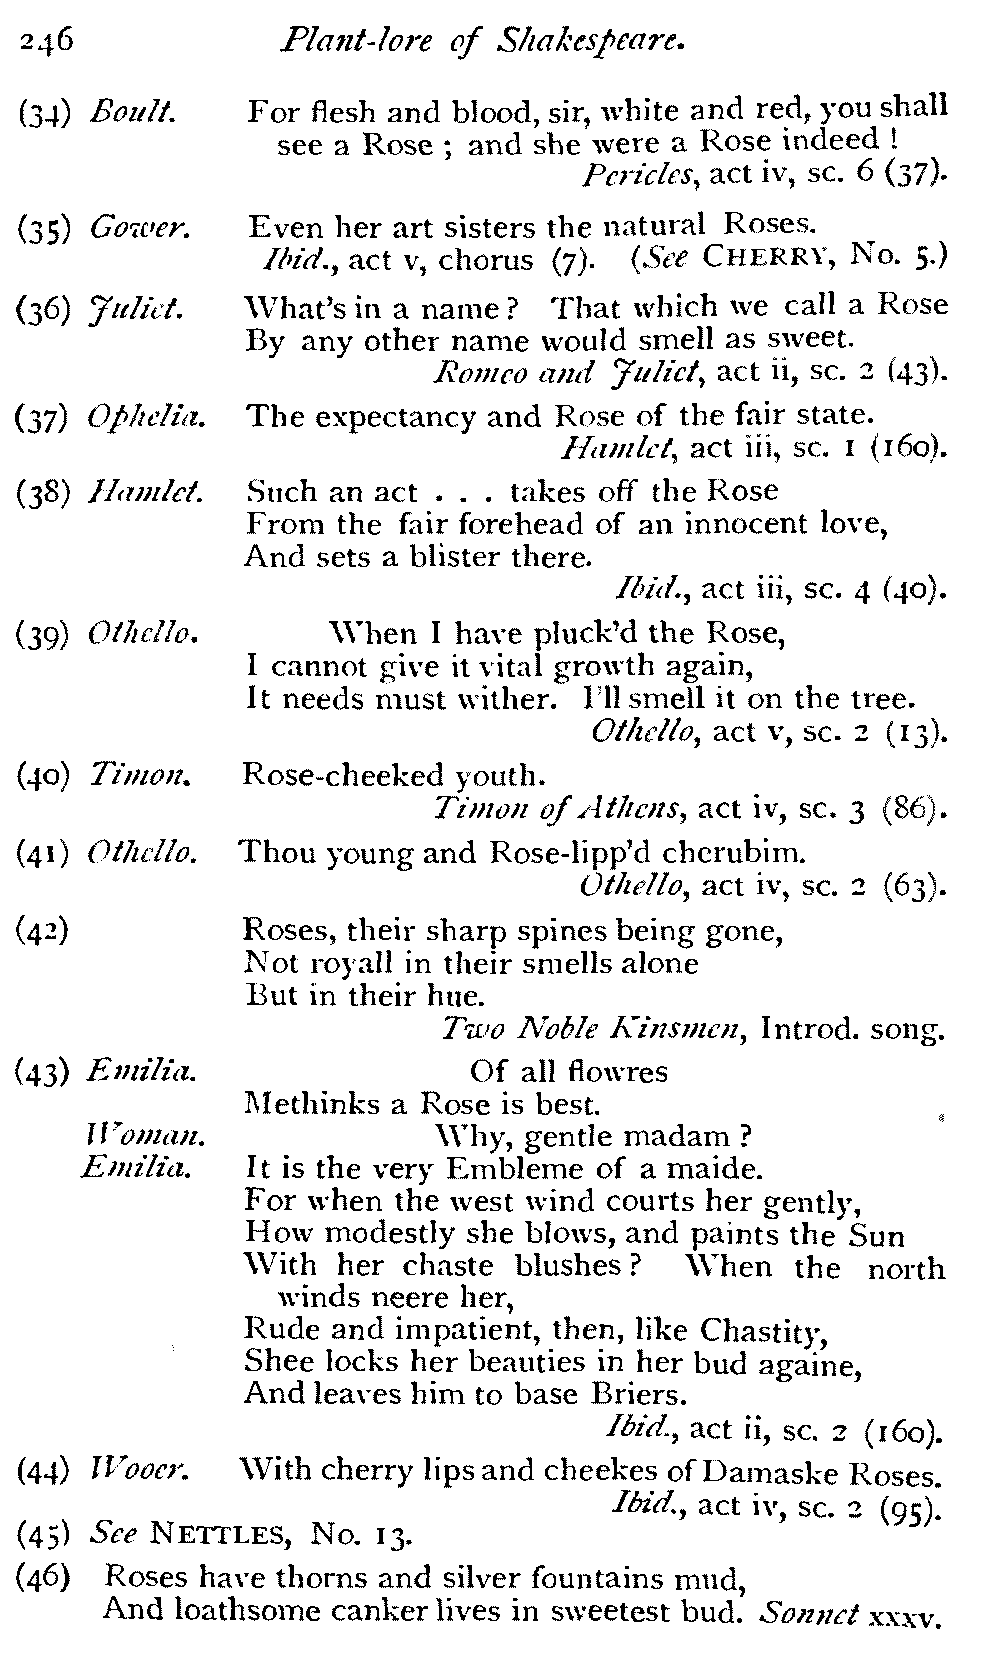 246 Plant-lore of Shakespeare.
(34) Boult. For flesh and blood, sir, white and red, you shall
see a Rose ; and she were a Rose indeed !
Pericles, act iv, sc. 6 (37).
(35) Gower. Even her art sisters the natural Roses.
Ibid., act v, chorus (7). (See CHERRY, No. 5.)
(36) Juliet. What's in a name ? That which we call a Rose
By any other name would smell as sweet.
Romeo and Juliet, act ii, sc. 2 (43).
(37) Ophelia. The expectancy and Rose of the fair state.
Hamlet, act iii, sc. 1 (160).
(38) Hamlet. Such an act . . . takes off the Rose
From the fair forehead of an innocent love,
And sets a blister there.
Ibid., act iii, sc. 4 (40).
(39) Othello. When I have pluck'd the Rose,
I cannot give it vital growth again,
It needs must wither. I'll smell it on the tree.
Othello, act v, sc. 2 (13).
(40) Timon. Rose-cheeked youth.
Timon of Athens, act iv, sc. 3 (86).
(41) Othello. Thou young and Rose-lipp'd cherubim.
Othello, act iv, sc. 2 (63).
(42) Roses, their sharp spines being gone,
Not royall in their smells alone
But in their hue.
Two Noble Kinsmen, Introd. song.
(43) Emilia. Of all flowres
Methinks a Rose is best.
Woman. Why, gentle madam ?
Emilia. It is the very Embleme of a maide.
For when the west wind courts her gently,
How modestly she blows, and paints the Sun
With her chaste blushes ? When the north
winds neere her,
Rude and impatient, then, like Chastity,
Shee locks her beauties in her bud againe,
And leaves him to base Briers.
Ibid., act ii, sc. 2 (160).
(44) Wooer. With cherry lips and cheekes of Damaske Roses.
Ibid., act iv, sc. 2 (95).
(45) See NETTLES, No. 13.
(46) Roses have thorns and silver fountains mud,
And loathsome canker lives in sweetest bud. Sonnet xxxv.